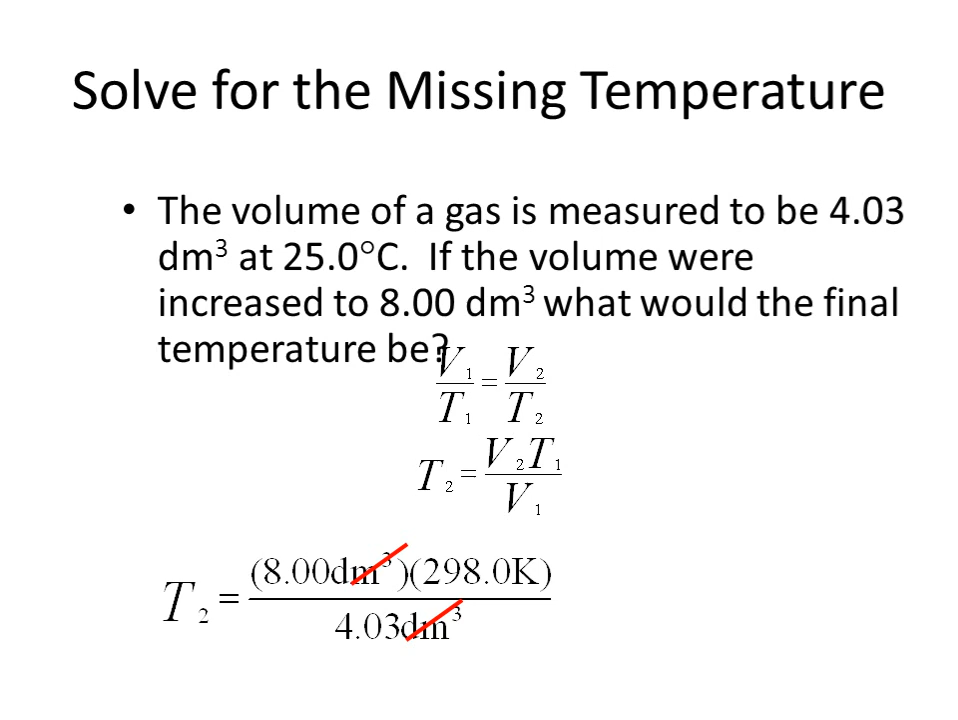 Solve for the Missing Temperature
• The volume of a gas is measured to be 4.03
dm³ at 25.0°C. If the volume were
increased to 8.00 dm³ what would the final
temperature be?
V₁/T₁ = V₂/T₂
T₂ = V₂T₁/V₁
T₂ = (8.00dm³)(298.0K)/4.03dm³